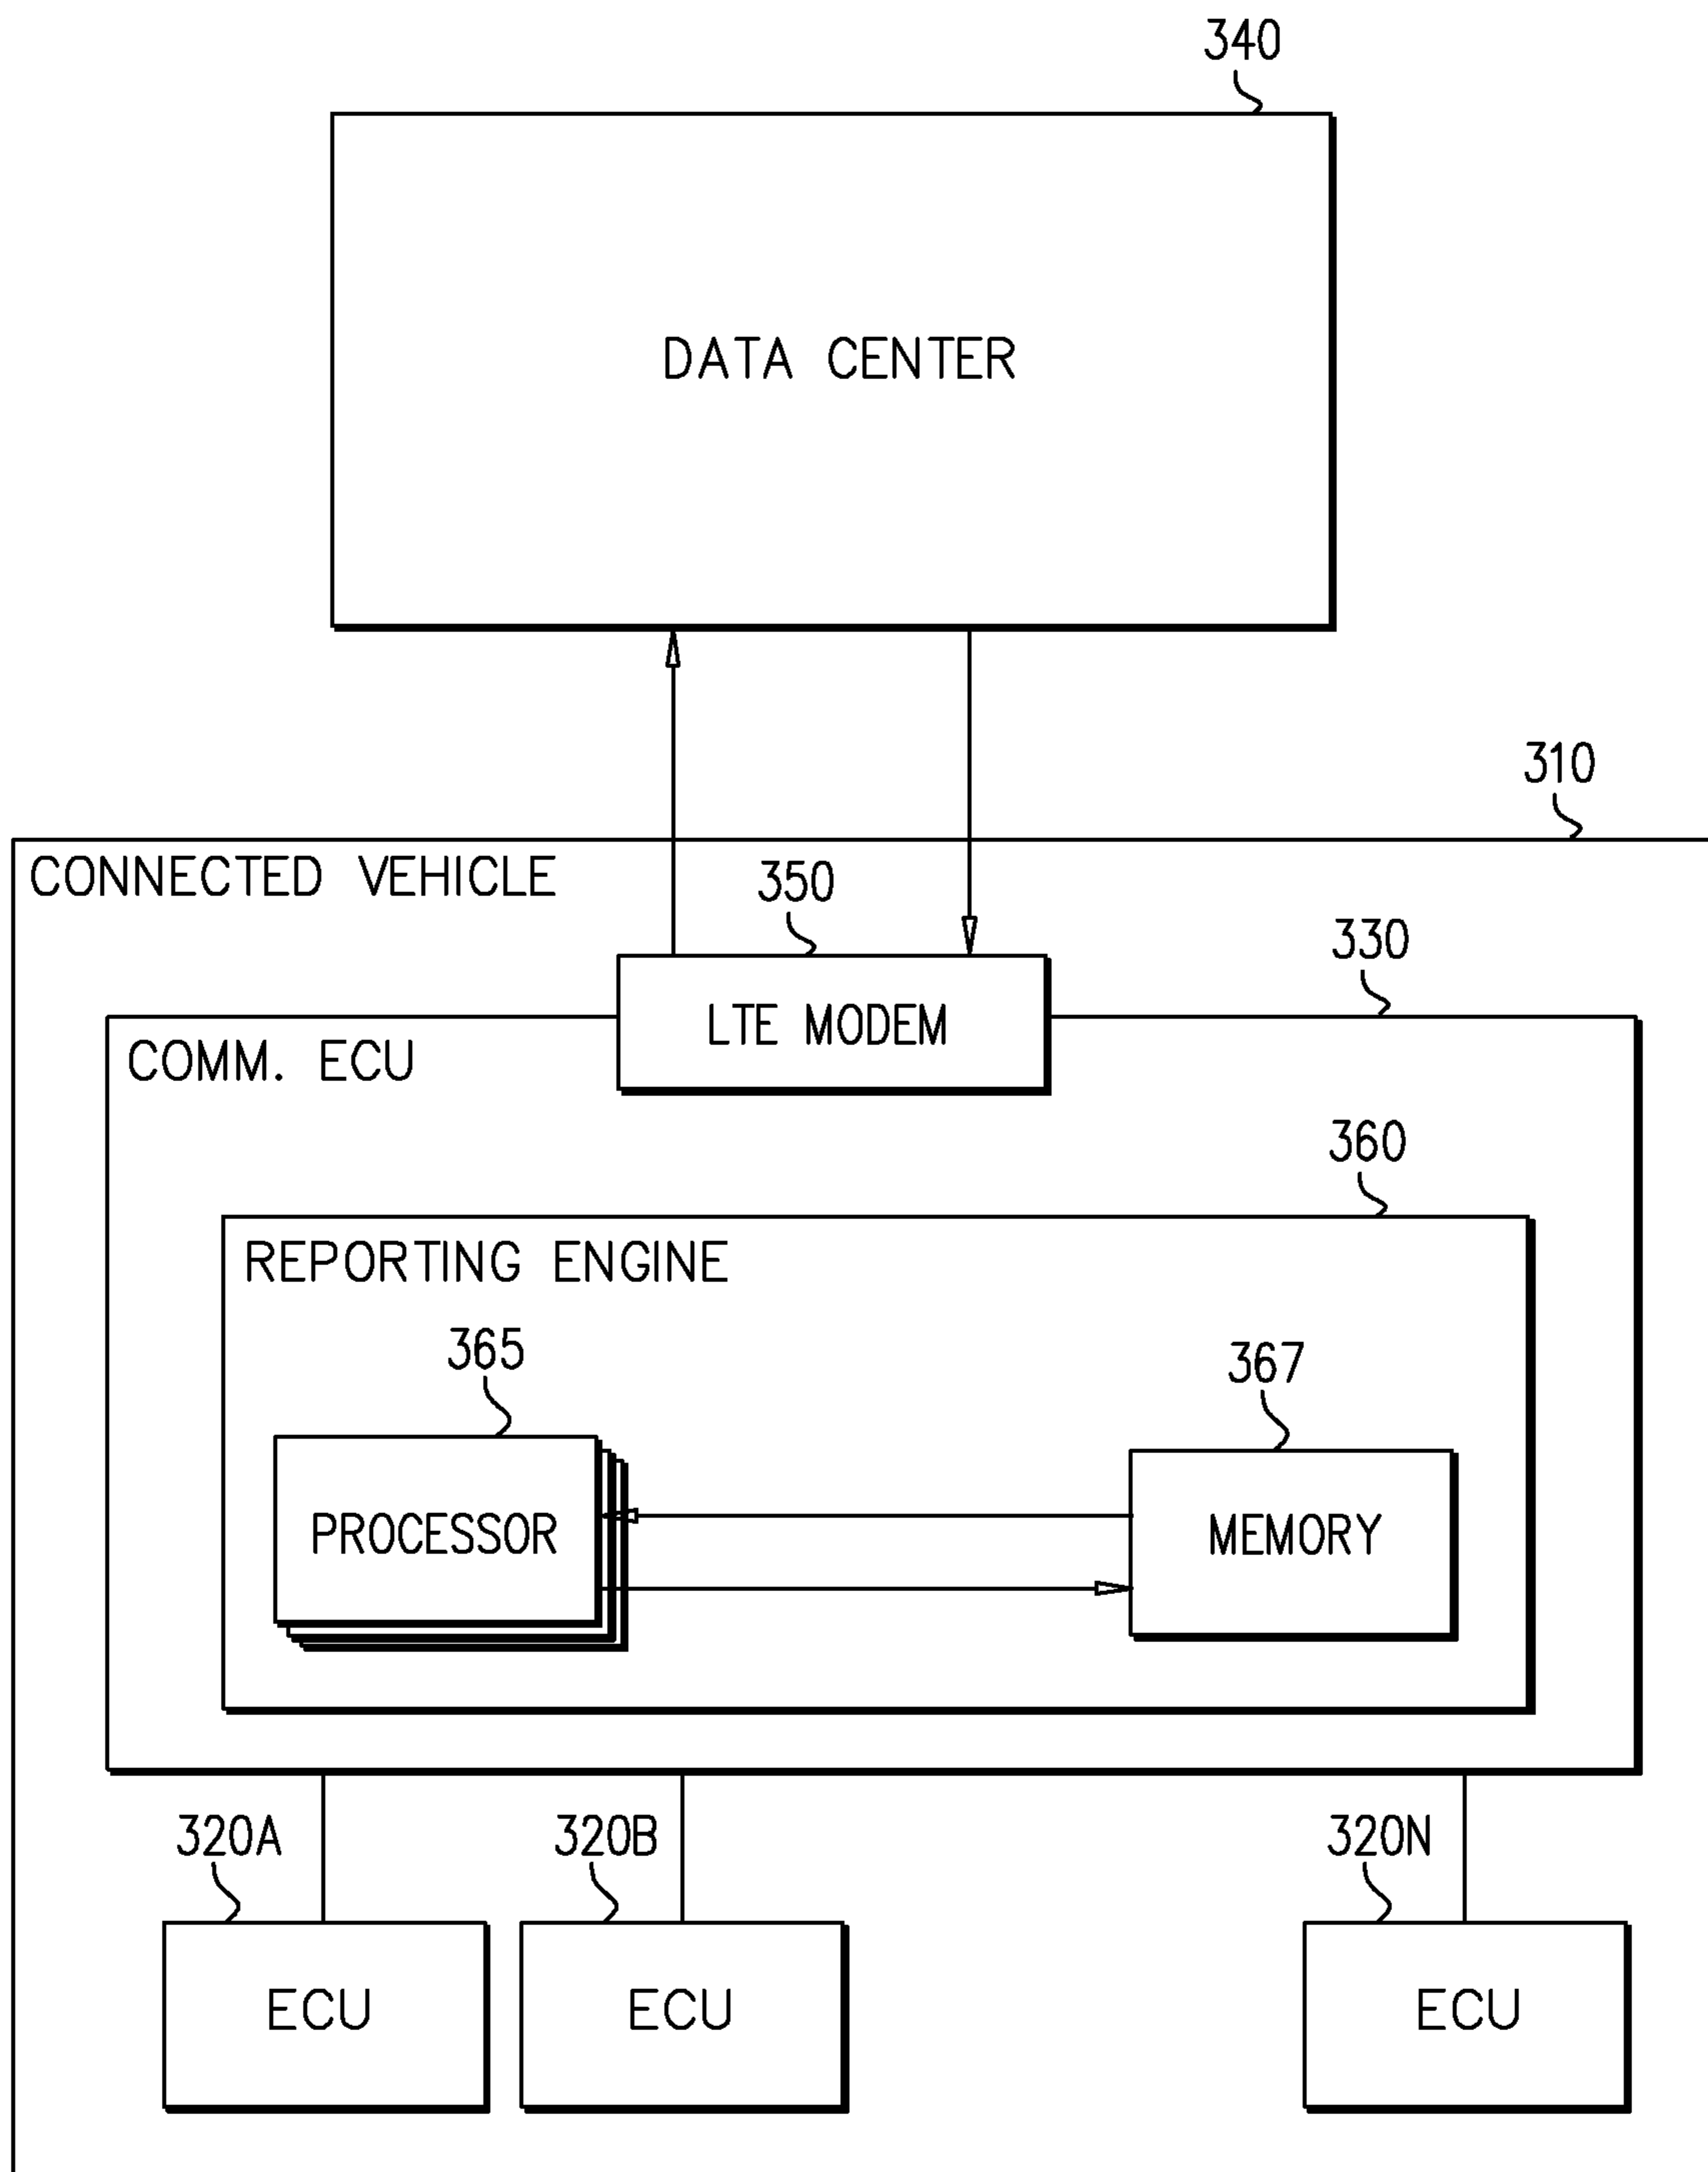 340
DATA CENTER
310
CONNECTED VEHICLE
350
330
LTE MODEM
COMM. ECU
360
REPORTING ENGINE
365
367
PROCESSOR
MEMORY
320A
320B
320N
ECU
ECU
ECU